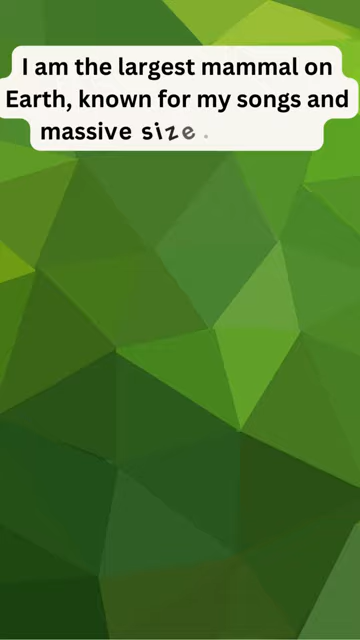 I am the largest mammal on
Earth, known for my songs and
massive size.